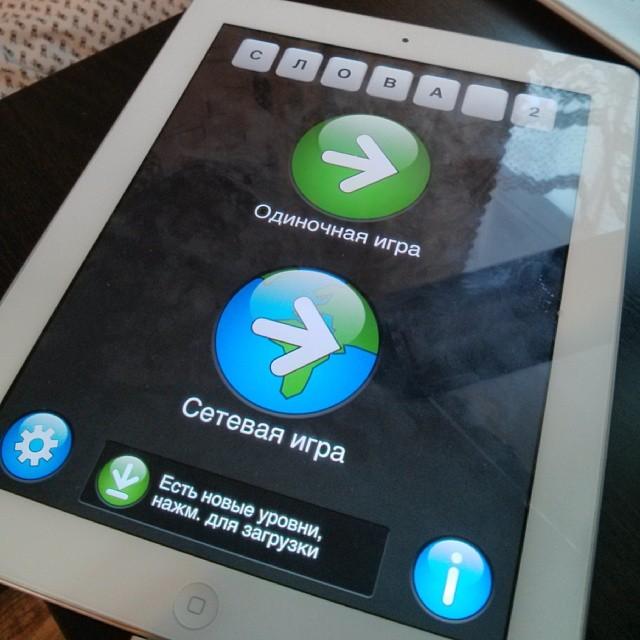 СЛОВА 2
Одиночная игра
Сетевая игра
Есть новые уровни,
нажм. для загрузки